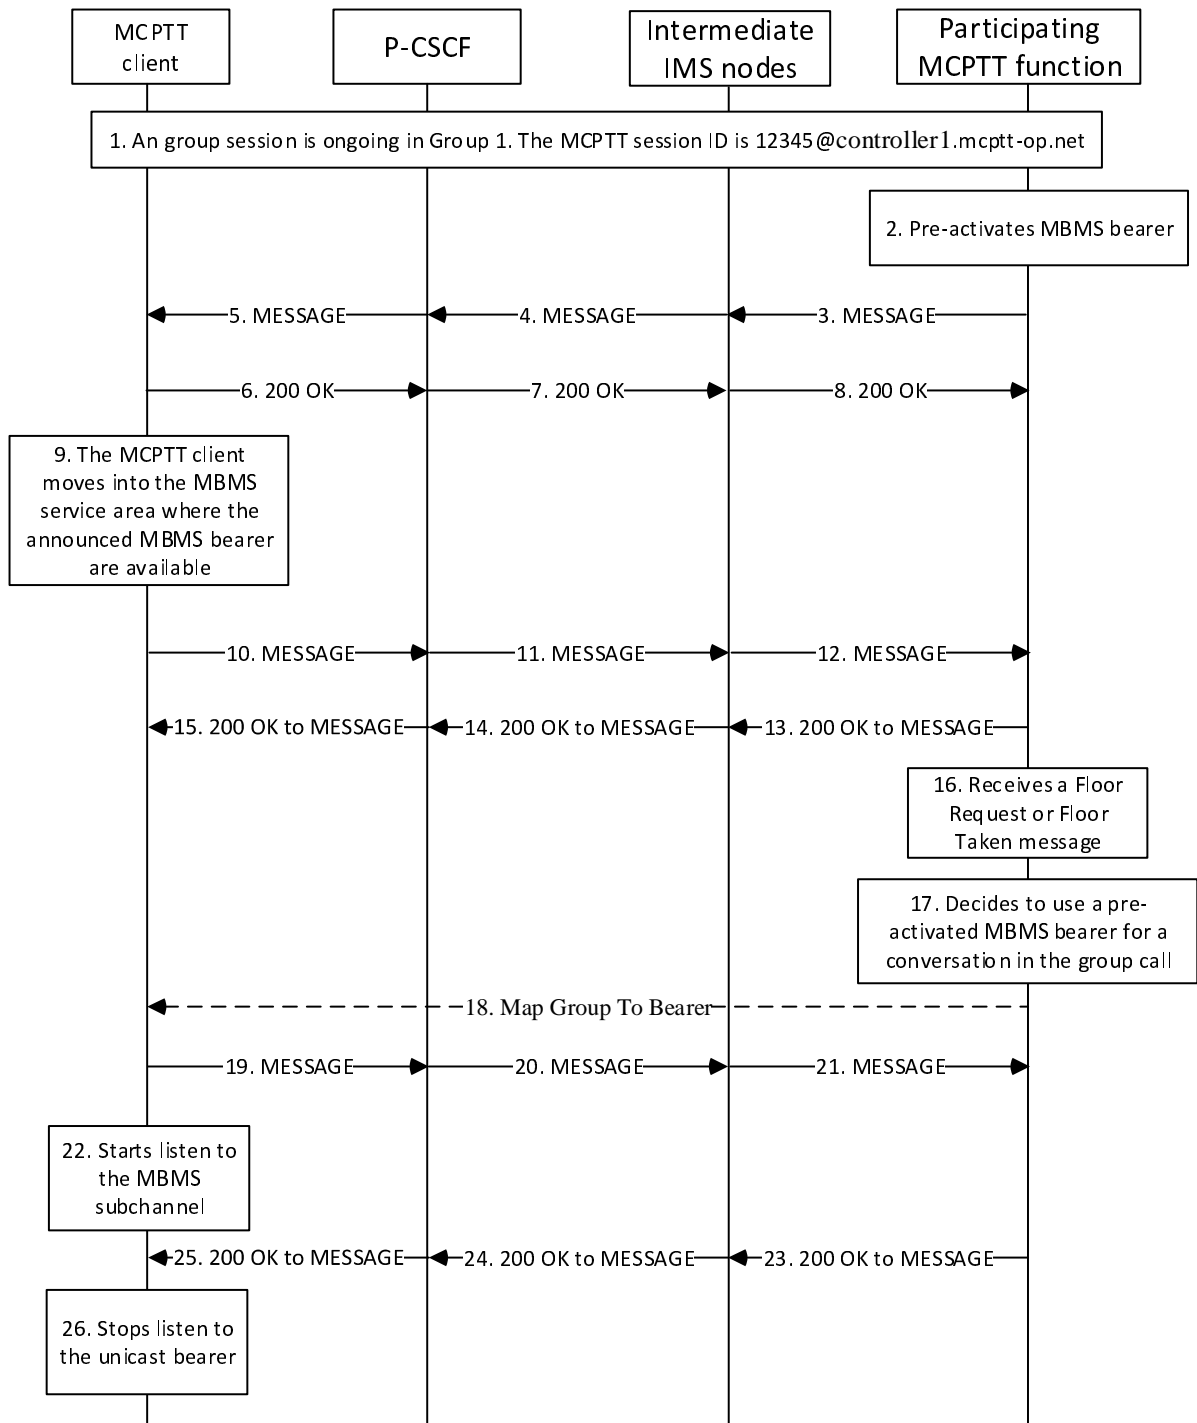 MCPTT
client
P-CSCF
Intermediate
IMS nodes
Participating
MCPTT function
1. An group session is ongoing in Group 1. The MCPTT session ID is 12345@controller1.mcptt-op.net
2. Pre-activates MBMS bearer
5. MESSAGE
4. MESSAGE
3. MESSAGE
6. 200 OK
7. 200 OK
8. 200 OK
9. The MCPTT client
moves into the MBMS
service area where the
announced MBMS bearer
are available
10. MESSAGE
11. MESSAGE
12. MESSAGE
15. 200 OK to MESSAGE
14. 200 OK to MESSAGE
13. 200 OK to MESSAGE
16. Receives a Floor
Request or Floor
Taken message
17. Decides to use a pre-
activated MBMS bearer for a
conversation in the group call
18. Map Group To Bearer
19. MESSAGE
20. MESSAGE
21. MESSAGE
22. Starts listen to
the MBMS
subchannel
25. 200 OK to MESSAGE
24. 200 OK to MESSAGE
23. 200 OK to MESSAGE
26. Stops listen to
the unicast bearer